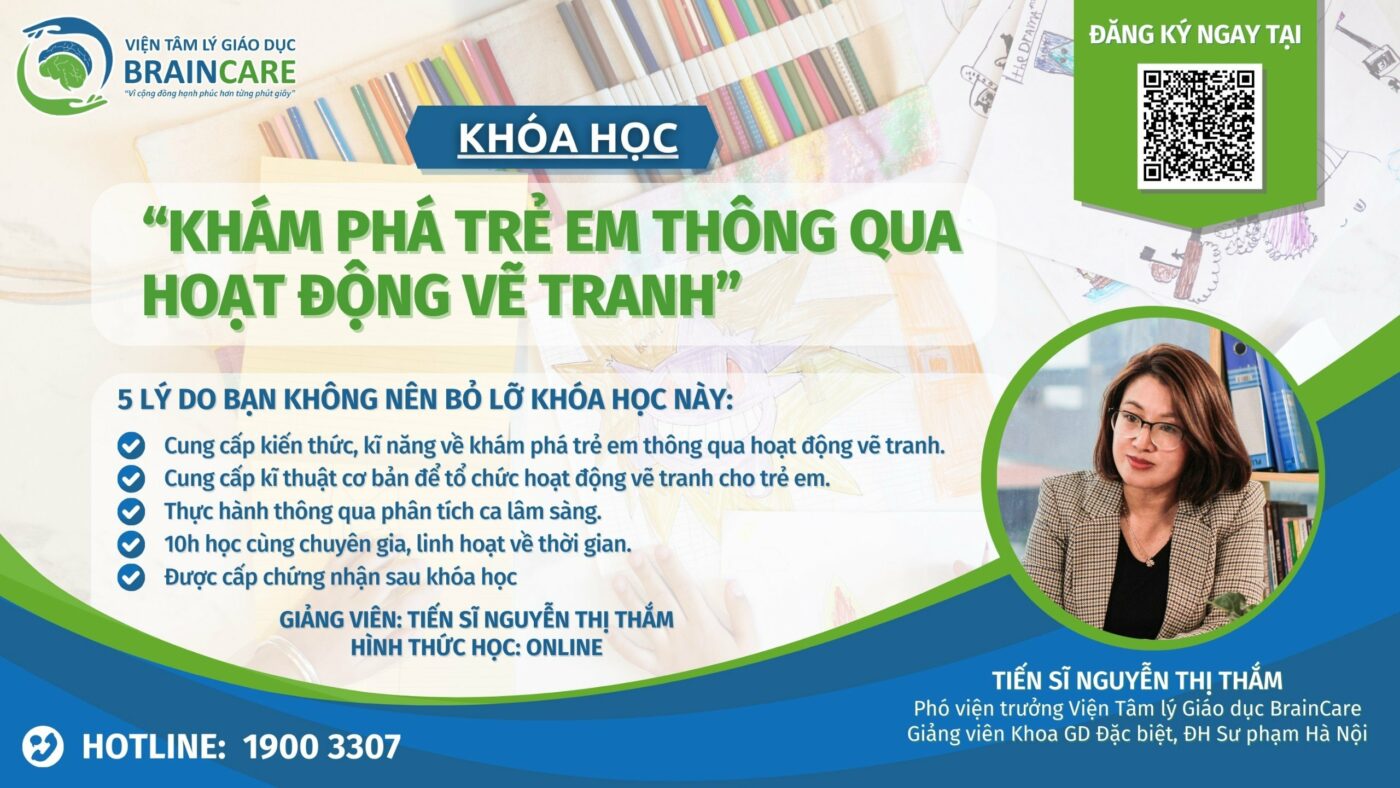 VIỆN TÂM LÝ GIÁO DỤC
BRAINCARE
"Vì cộng đồng hạnh phúc hơn từng phút giây"
ĐĂNG KÝ NGAY TẠI
KHÓA HỌC
“KHÁM PHÁ TRẺ EM THÔNG QUA
HOẠT ĐỘNG VẼ TRANH”
5 LÝ DO BẠN KHÔNG NÊN BỎ LỠ KHÓA HỌC NÀY:
Cung cấp kiến thức, kĩ năng về khám phá trẻ em thông qua hoạt động vẽ tranh.
Cung cấp kĩ thuật cơ bản để tổ chức hoạt động vẽ tranh cho trẻ em.
Thực hành thông qua phân tích ca lâm sàng.
10h học cùng chuyên gia, linh hoạt về thời gian.
Được cấp chứng nhận sau khóa học
GIẢNG VIÊN: TIẾN SĨ NGUYỄN THỊ THẮM
HÌNH THỨC HỌC: ONLINE
TIẾN SĨ NGUYỄN THỊ THẮM
Phó viện trưởng Viện Tâm lý Giáo dục BrainCare
Giảng viên Khoa GD Đặc biệt, ĐH Sư phạm Hà Nội
HOTLINE: 1900 3307